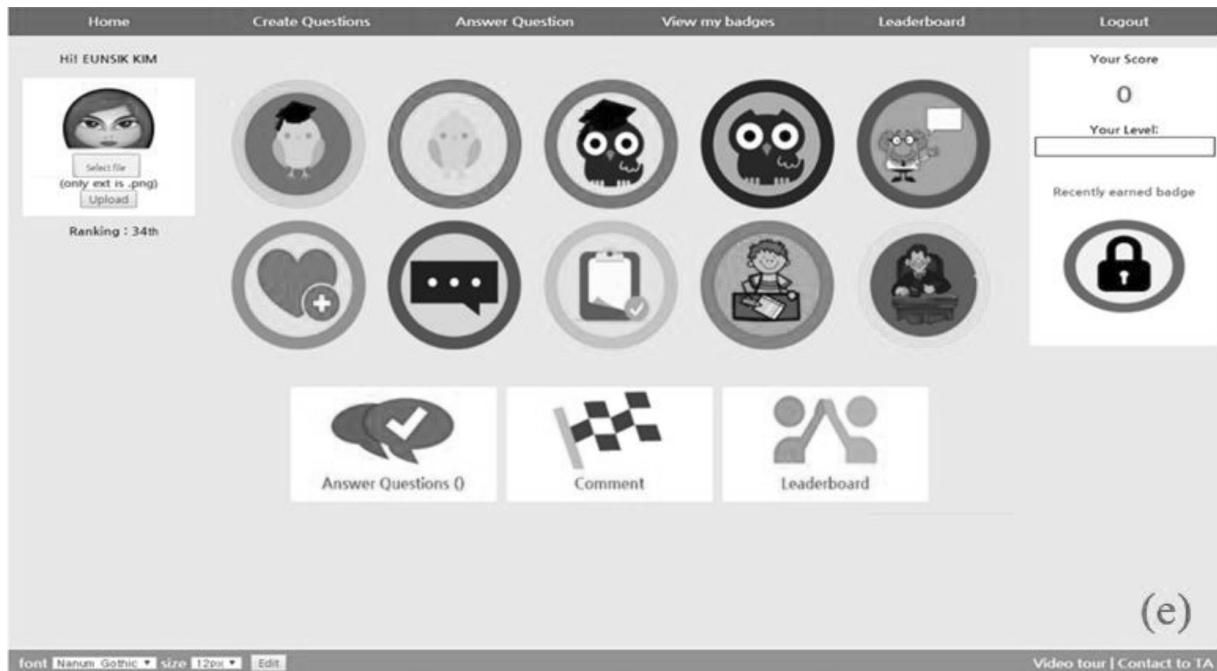 Home Create Questions Answer Question View my badges Leaderboard Logout
Hi! EUNSIK KIM
Select file
(only ext is .png)
Upload
Ranking : 34th
Your Score
0
Your Level:
Recently earned badge
Answer Questions ()
Comment
Leaderboard
(e)
font Nanum Gothic size 12px Edit
Video tour | Contact to TA